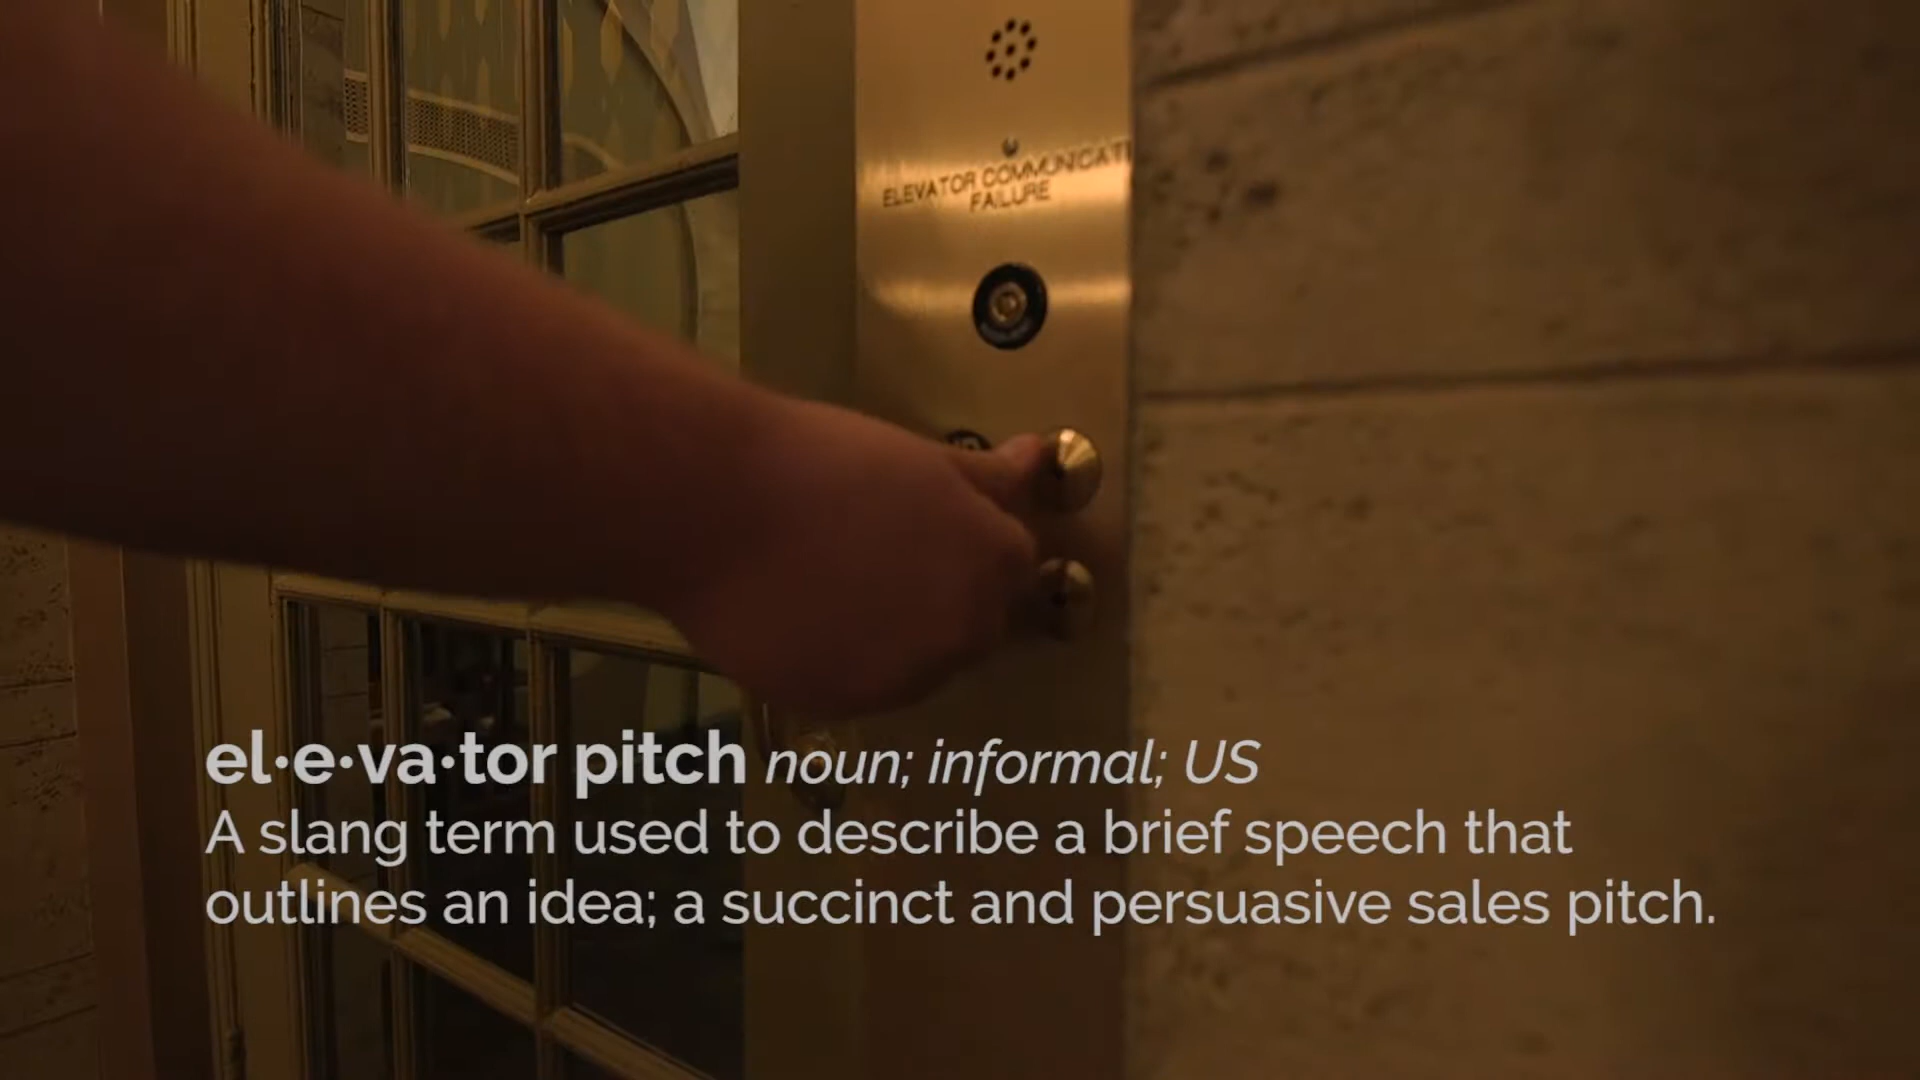 ELEVATOR COMMUNICATI
FAILURE
el·e·va·tor pitch noun; informal; US
A slang term used to describe a brief speech that
outlines an idea; a succinct and persuasive sales pitch.